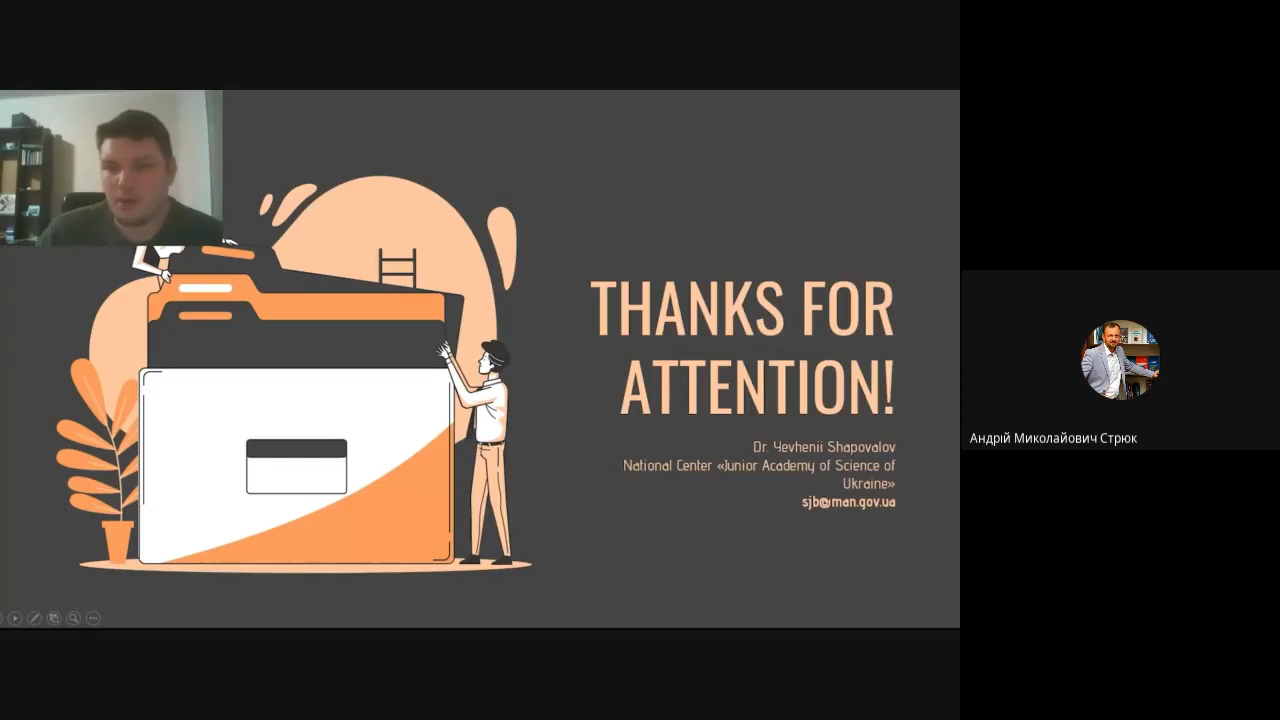 THANKS FOR
ATTENTION!
Dr. Yevhenii Shapovalov
National Center «Junior Academy of Science of
Ukraine»
sjb@man.gov.ua
Андрій Миколайович Стрюк